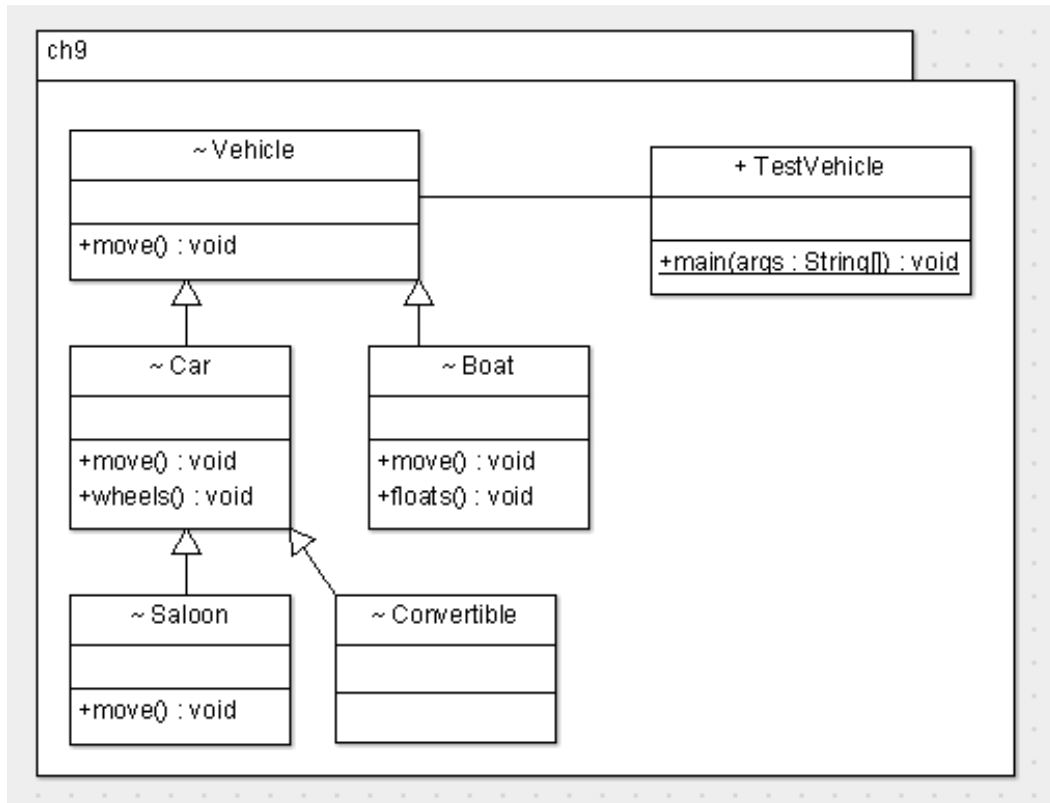 ch9
~ Vehicle
+move() : void
+ TestVehicle
+main(args : String[]) : void
~ Car
+move() : void
+wheels() : void
~ Boat
+move() : void
+floats() : void
~ Saloon
+move() : void
~ Convertible